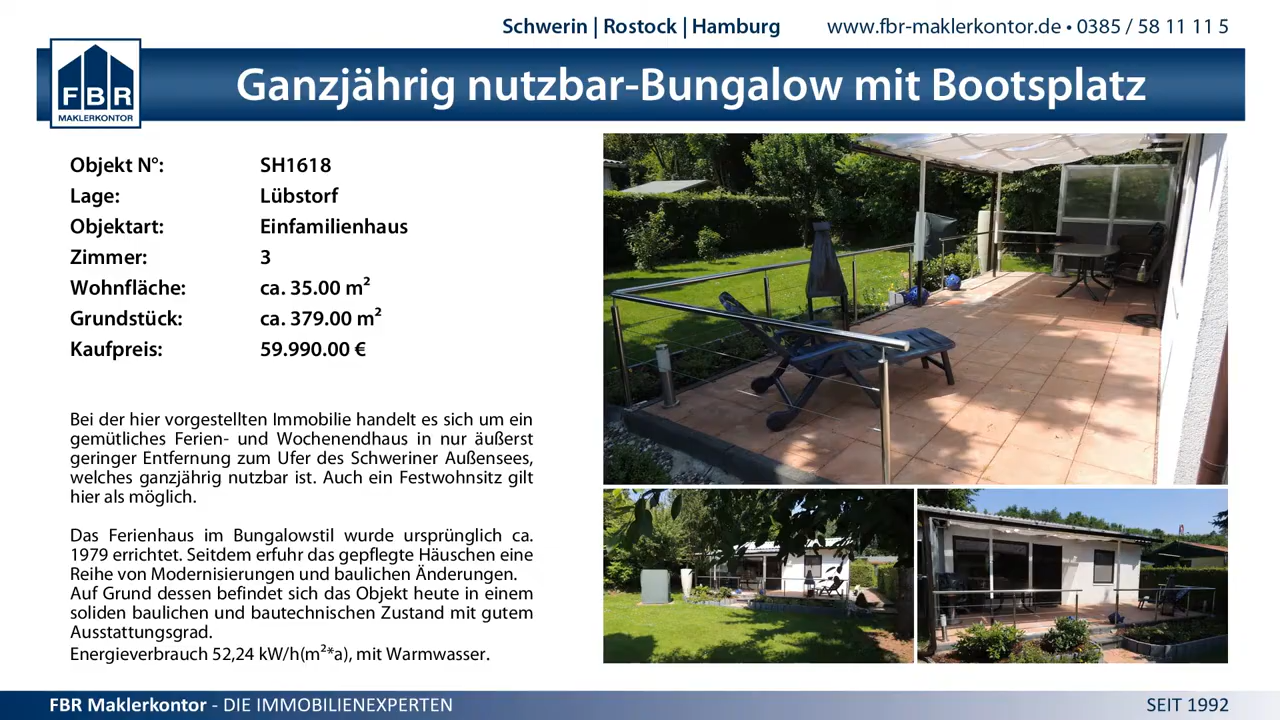 Schwerin | Rostock | Hamburg www.fbr-maklerkontor.de • 0385 / 58 11 11 5
FBR
MAKLERKONTOR
Ganzjährig nutzbar-Bungalow mit Bootsplatz
Objekt N°: SH1618
Lage: Lübstorf
Objektart: Einfamilienhaus
Zimmer: 3
Wohnfläche: ca. 35.00 m²
Grundstück: ca. 379.00 m²
Kaufpreis: 59.990.00 €
Bei der hier vorgestellten Immobilie handelt es sich um ein
gemütliches Ferien- und Wochenendhaus in nur äußerst
geringer Entfernung zum Ufer des Schweriner Außensees,
welches ganzjährig nutzbar ist. Auch ein Festwohnsitz gilt
hier als möglich.
Das Ferienhaus im Bungalowstil wurde ursprünglich ca.
1979 errichtet. Seitdem erfuhr das gepflegte Häuschen eine
Reihe von Modernisierungen und baulichen Änderungen.
Auf Grund dessen befindet sich das Objekt heute in einem
soliden baulichen und bautechnischen Zustand mit gutem
Ausstattungsgrad.
Energieverbrauch 52,24 kW/h(m²*a), mit Warmwasser.
FBR Maklerkontor - DIE IMMOBILIENEXPERTEN SEIT 1992